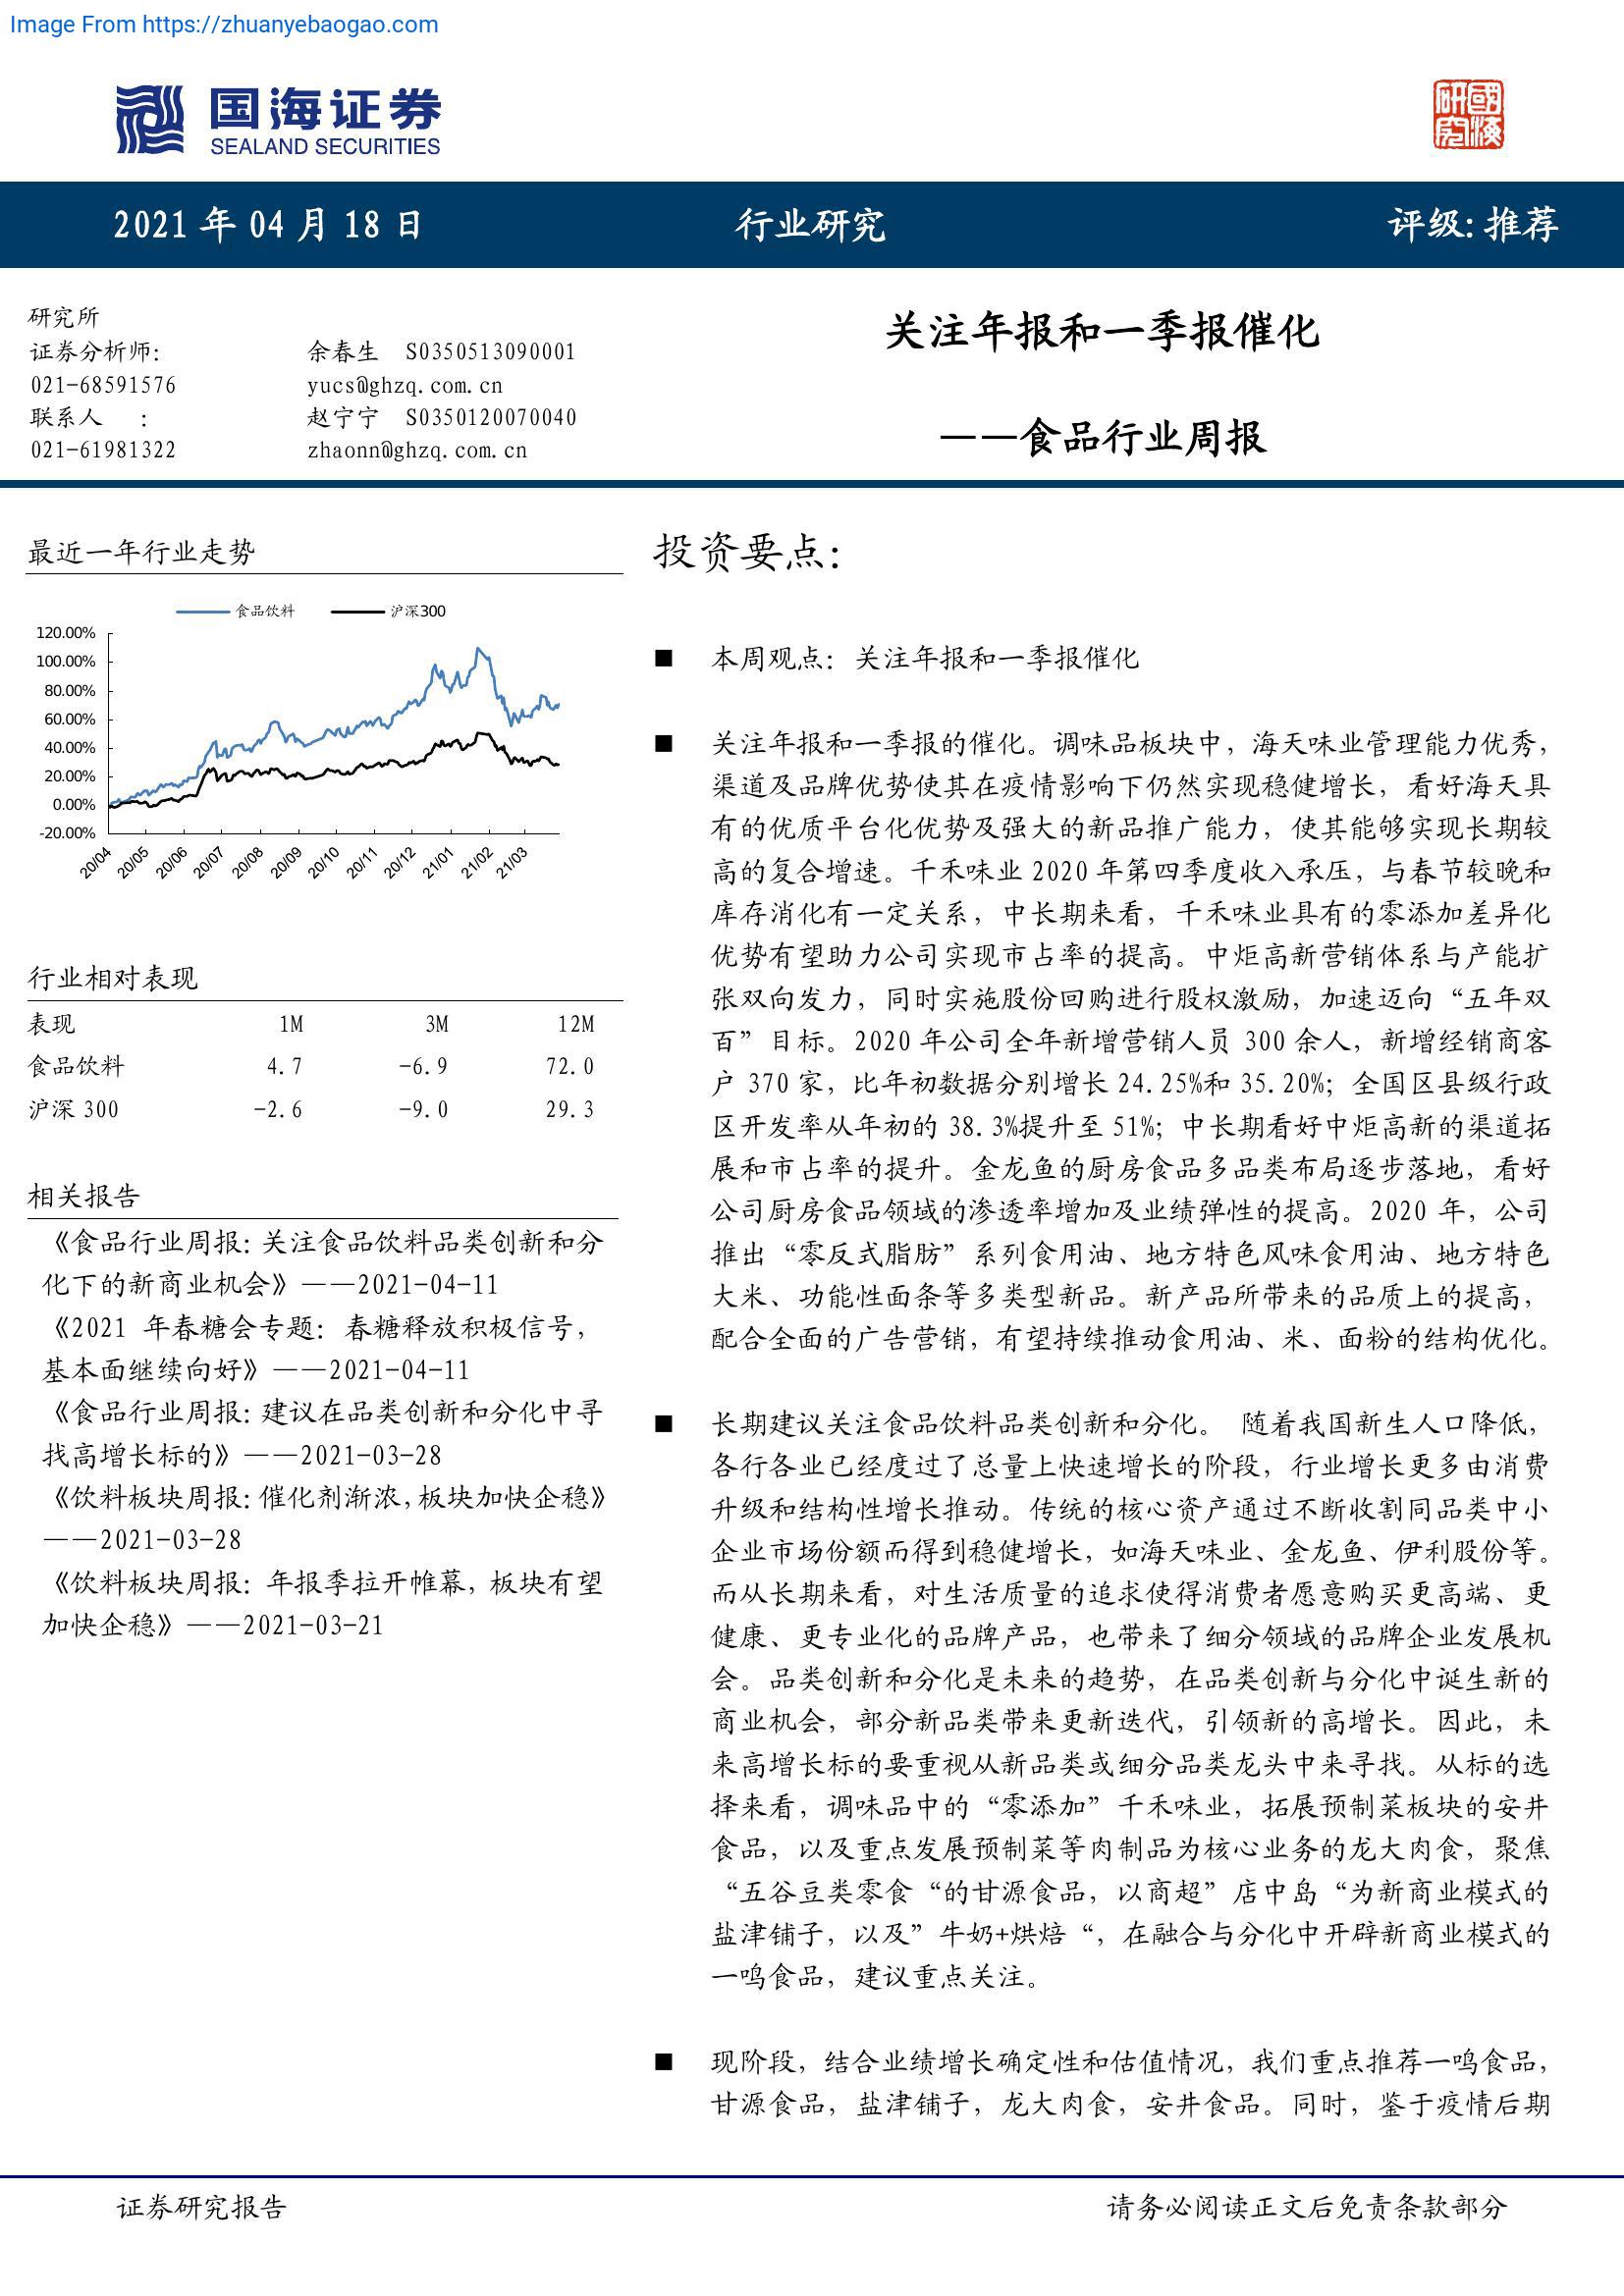 Image From https://zhuanyebaogao.com
国海证券
SEALAND SECURITIES
研究
國海
2021 年 04 月 18 日
行业研究
评级:推荐
研究所
证券分析师: 余春生 S0350513090001
021-68591576 yucs@ghzq.com.cn
联系人 : 赵宁宁 S0350120070040
021-61981322 zhaonn@ghzq.com.cn
关注年报和一季报催化
——食品行业周报
最近一年行业走势
食品饮料 沪深300
120.00%
100.00%
80.00%
60.00%
40.00%
20.00%
0.00%
-20.00%
20/04 20/05 20/06 20/07 20/08 20/09 20/10 20/11 20/12 21/01 21/02 21/03
行业相对表现
表现 1M 3M 12M
食品饮料 4.7 -6.9 72.0
沪深 300 -2.6 -9.0 29.3
相关报告
《食品行业周报:关注食品饮料品类创新和分
化下的新商业机会》——2021-04-11
《2021 年春糖会专题: 春糖释放积极信号,
基本面继续向好》——2021-04-11
《食品行业周报:建议在品类创新和分化中寻
找高增长标的》——2021-03-28
《饮料板块周报:催化剂渐浓,板块加快企稳》
——2021-03-28
《饮料板块周报: 年报季拉开帷幕, 板块有望
加快企稳》——2021-03-21
投资要点:
■ 本周观点: 关注年报和一季报催化
■ 关注年报和一季报的催化。调味品板块中, 海天味业管理能力优秀,
渠道及品牌优势使其在疫情影响下仍然实现稳健增长, 看好海天具
有的优质平台化优势及强大的新品推广能力, 使其能够实现长期较
高的复合增速。千禾味业 2020 年第四季度收入承压, 与春节较晚和
库存消化有一定关系, 中长期来看, 千禾味业具有的零添加差异化
优势有望助力公司实现市占率的提高。中炬高新营销体系与产能扩
张双向发力, 同时实施股份回购进行股权激励, 加速迈向“五年双
百”目标。2020 年公司全年新增营销人员 300 余人, 新增经销商客
户 370 家, 比年初数据分别增长 24.25%和 35.20%; 全国区县级行政
区开发率从年初的 38.3%提升至 51%; 中长期看好中炬高新的渠道拓
展和市占率的提升。金龙鱼的厨房食品多品类布局逐步落地, 看好
公司厨房食品领域的渗透率增加及业绩弹性的提高。2020 年, 公司
推出“零反式脂肪”系列食用油、地方特色风味食用油、地方特色
大米、功能性面条等多类型新品。新产品所带来的品质上的提高,
配合全面的广告营销, 有望持续推动食用油、米、面粉的结构优化。
■ 长期建议关注食品饮料品类创新和分化。 随着我国新生人口降低,
各行各业已经度过了总量上快速增长的阶段, 行业增长更多由消费
升级和结构性增长推动。传统的核心资产通过不断收割同品类中小
企业市场份额而得到稳健增长, 如海天味业、金龙鱼、伊利股份等。
而从长期来看, 对生活质量的追求使得消费者愿意购买更高端、更
健康、更专业化的品牌产品, 也带来了细分领域的品牌企业发展机
会。品类创新和分化是未来的趋势, 在品类创新与分化中诞生新的
商业机会, 部分新品类带来更新迭代, 引领新的高增长。因此, 未
来高增长标的要重视从新品类或细分品类龙头中来寻找。从标的选
择来看, 调味品中的“零添加”千禾味业, 拓展预制菜板块的安井
食品, 以及重点发展预制菜等肉制品为核心业务的龙大肉食, 聚焦
“五谷豆类零食“的甘源食品, 以商超”店中岛“为新商业模式的
盐津铺子, 以及”牛奶+烘焙“, 在融合与分化中开辟新商业模式的
一鸣食品, 建议重点关注。
■ 现阶段, 结合业绩增长确定性和估值情况, 我们重点推荐一鸣食品,
甘源食品, 盐津铺子, 龙大肉食, 安井食品。同时, 鉴于疫情后期
证券研究报告 请务必阅读正文后免责条款部分